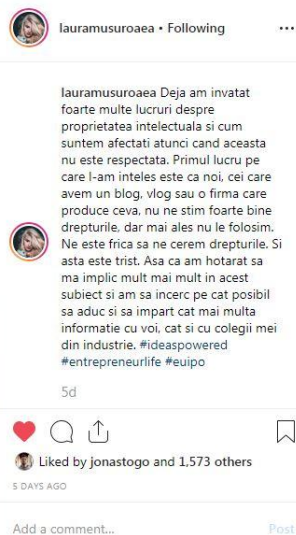 lauramusuroaea • Following
lauramusuroaea Deja am invatat
foarte multe lucruri despre
proprietatea intelectuala si cum
suntem afectati atunci cand aceasta
nu este respectata. Primul lucru pe
care l-am inteles este ca noi, cei care
avem un blog, vlog sau o firma care
produce ceva, nu ne stim foarte bine
drepturile, dar mai ales nu le folosim.
Ne este frica sa ne cerem drepturile. Si
asta este trist. Asa ca am hotarat sa
ma implic mult mai mult in acest
subiect si am sa incerc pe cat posibil
sa aduc si sa impart cat mai multa
informatie cu voi, cat si cu colegii mei
din industrie. #ideaspowered
#entrepreneurlife #euipo
5d
Liked by jonastogo and 1,573 others
5 DAYS AGO
Add a comment...
Post